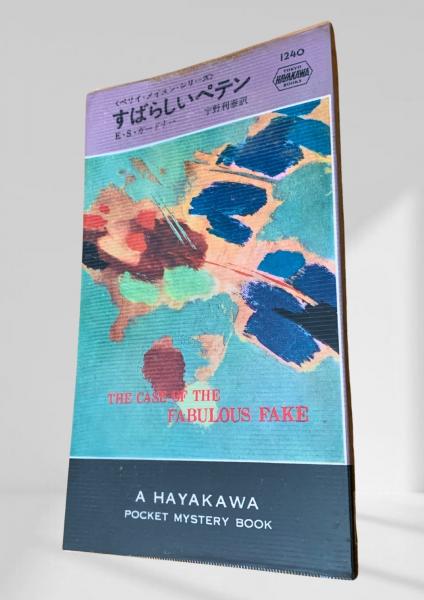 1240
TOKYO
HAYAKAWA
BOOKS
〈ペリイ・メイスン・シリーズ〉
すばらしいペテン
E・S・ガードナー 宇野利泰訳
THE CASE OF THE
FABULOUS FAKE
A HAYAKAWA
POCKET MYSTERY BOOK